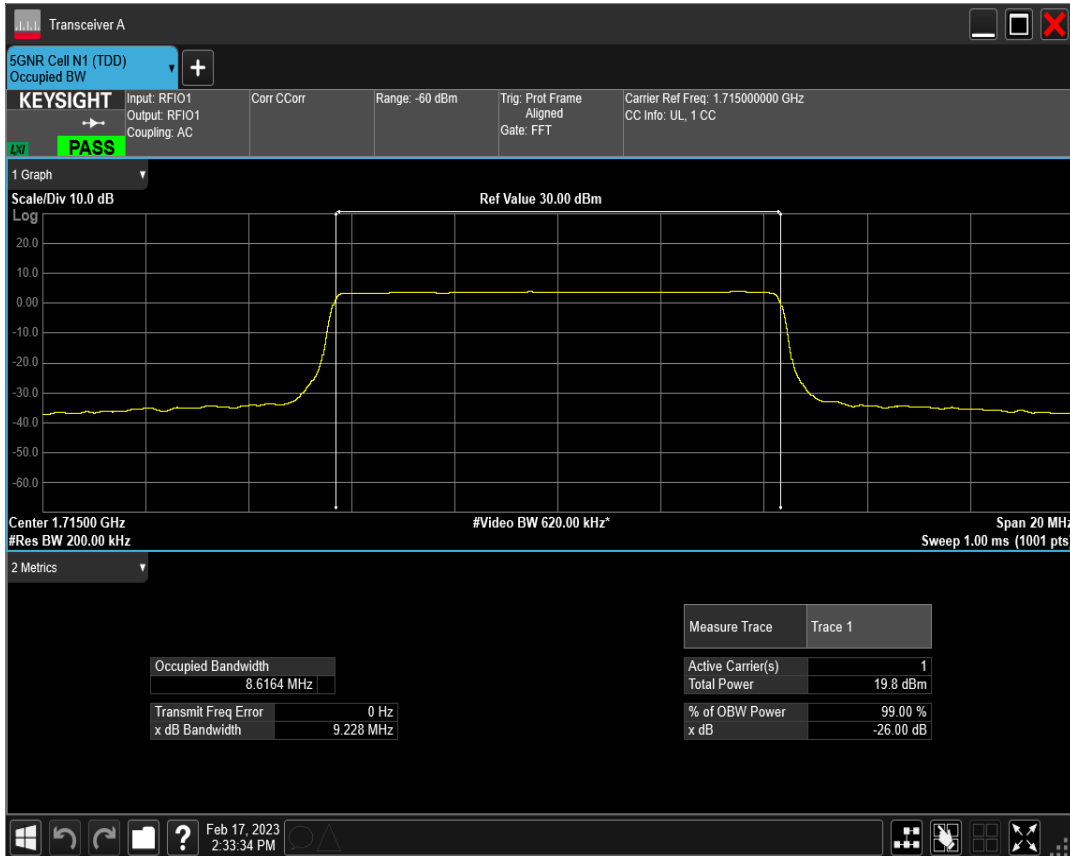 Transceiver A
5GNR Cell N1 (TDD)
Occupied BW
+
KEYSIGHT
LXI
PASS
Input: RFIO1
Output: RFIO1
Coupling: AC
Corr CCorr
Range: -60 dBm
Trig: Prot Frame
Aligned
Gate: FFT
Carrier Ref Freq: 1.715000000 GHz
CC Info: UL, 1 CC
1 Graph
Scale/Div 10.0 dB
Ref Value 30.00 dBm
Log
20.0
10.0
0.00
-10.0
-20.0
-30.0
-40.0
-50.0
-60.0
Center 1.71500 GHz
#Video BW 620.00 kHz*
Span 20 MHz
#Res BW 200.00 kHz
Sweep 1.00 ms (1001 pts)
2 Metrics
Measure Trace Trace 1
Occupied Bandwidth
8.6164 MHz
Active Carrier(s) 1
Total Power 19.8 dBm
Transmit Freq Error 0 Hz
x dB Bandwidth 9.228 MHz
% of OBW Power 99.00 %
x dB -26.00 dB
?
Feb 17, 2023
2:33:34 PM